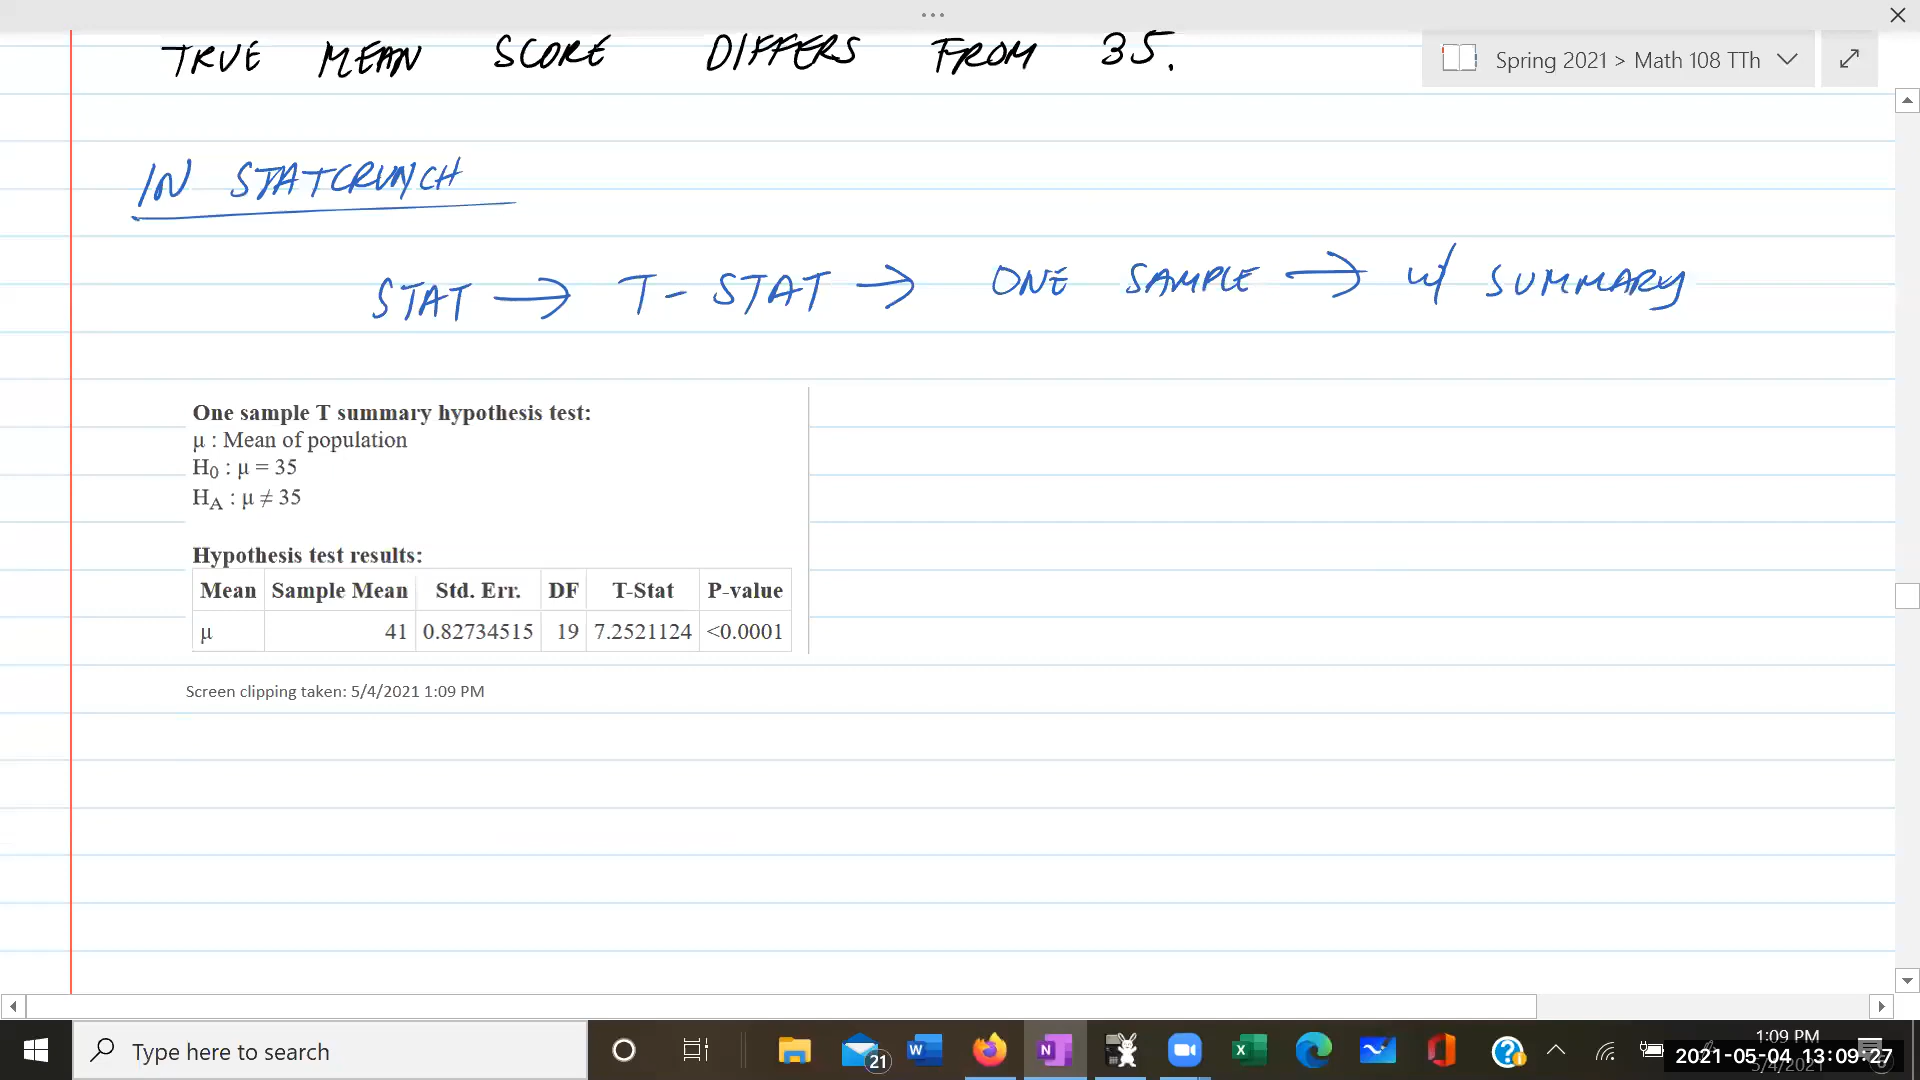 TRUE MEAN SCORE DIFFERS FROM 35.
Spring 2021 > Math 108 TTh
IN STATCRUNCH
STAT → T-STAT → ONE SAMPLE → w/ SUMMARY
One sample T summary hypothesis test:
μ : Mean of population
H0 : μ = 35
HA : μ ≠ 35
Hypothesis test results:
Mean Sample Mean Std. Err. DF T-Stat P-value
μ 41 0.82734515 19 7.2521124 <0.0001
Screen clipping taken: 5/4/2021 1:09 PM
Type here to search
21
1:09 PM
2021-05-04 13:09:27